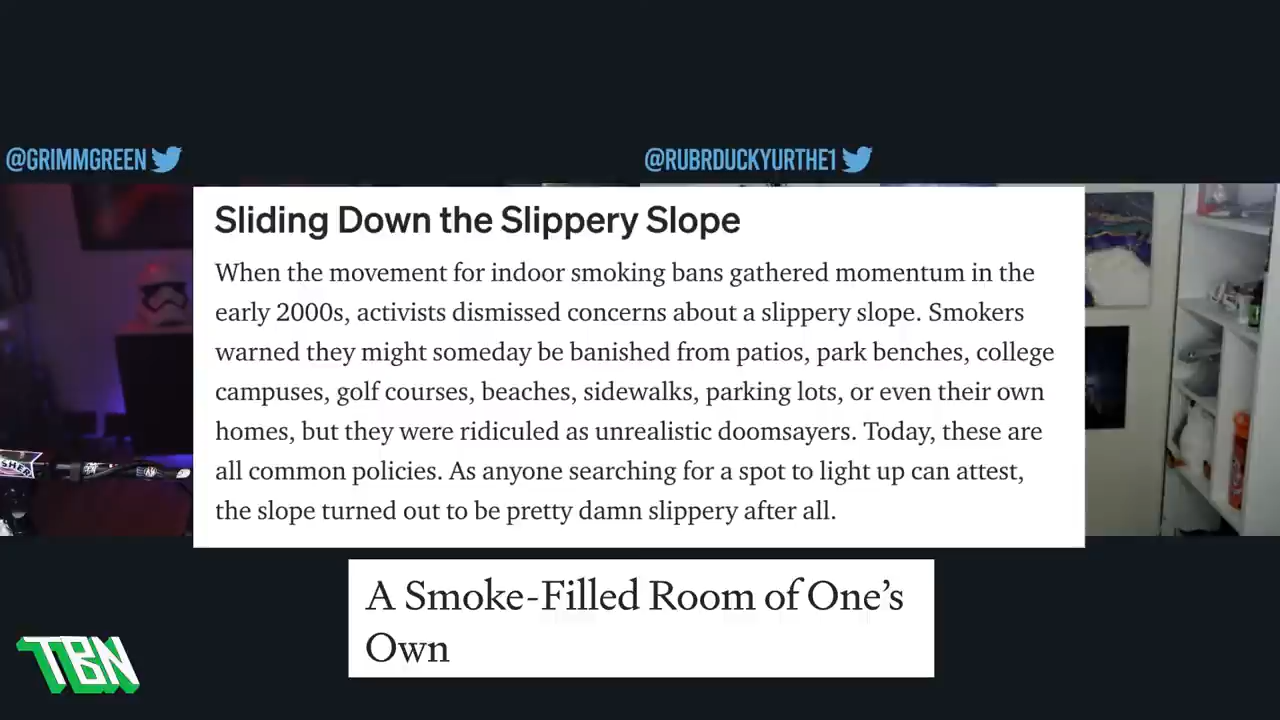 @GRIMMGREEN
@RUBRDUCKYURTHE1
Sliding Down the Slippery Slope
When the movement for indoor smoking bans gathered momentum in the
early 2000s, activists dismissed concerns about a slippery slope. Smokers
warned they might someday be banished from patios, park benches, college
campuses, golf courses, beaches, sidewalks, parking lots, or even their own
homes, but they were ridiculed as unrealistic doomsayers. Today, these are
all common policies. As anyone searching for a spot to light up can attest,
the slope turned out to be pretty damn slippery after all.
A Smoke-Filled Room of One’s
Own
TBN